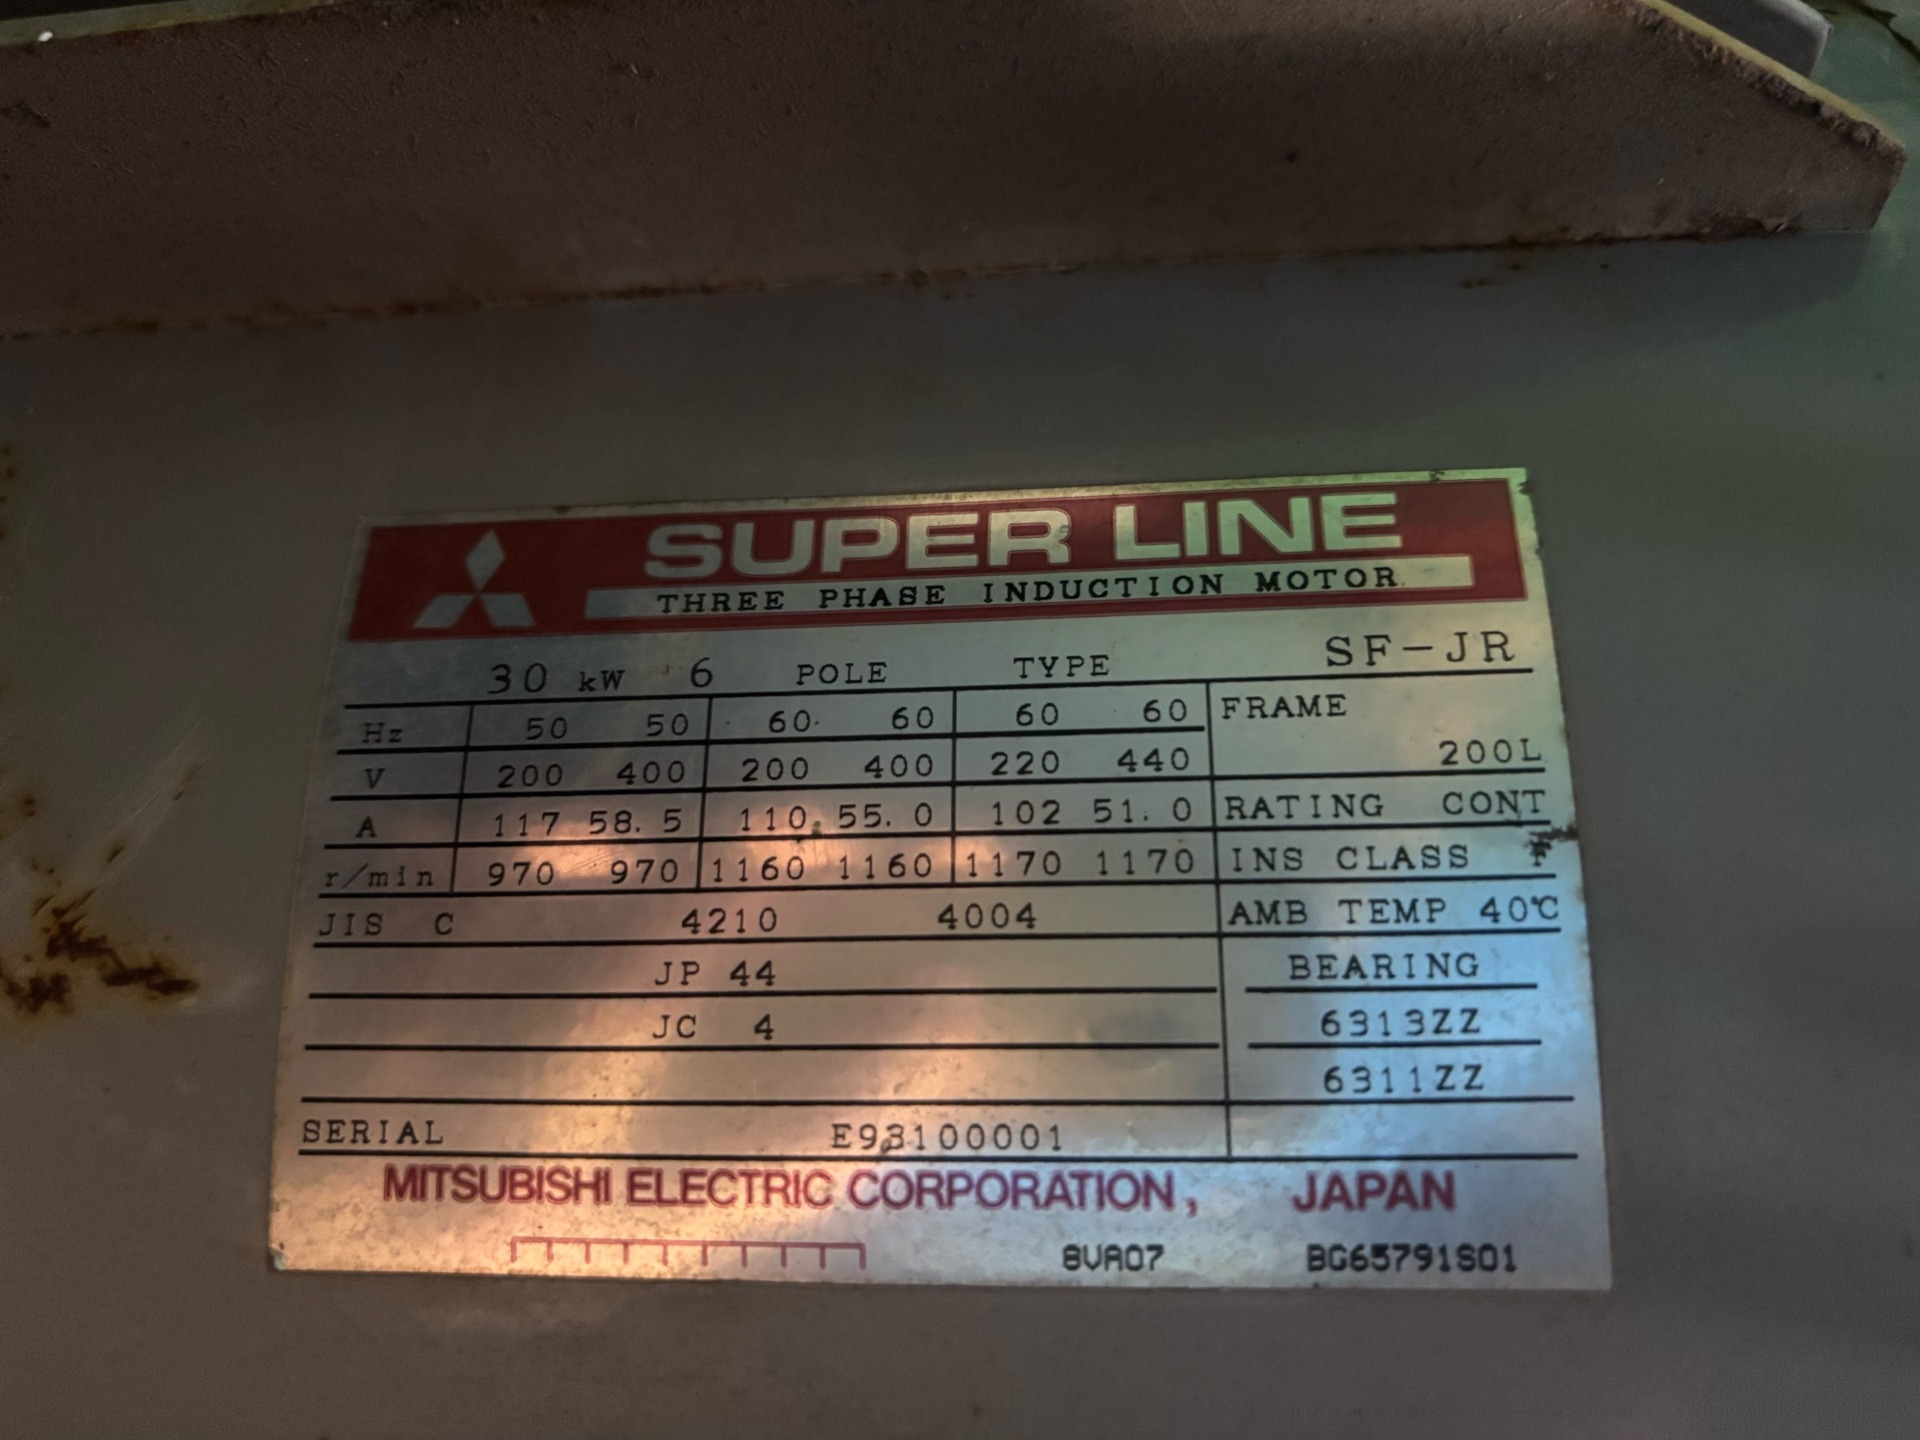 SUPER LINE
THREE PHASE INDUCTION MOTOR
30 kW 6 POLE TYPE SF-JR
Hz 50 50 60 60 60 60 FRAME
200L
V 200 400 200 400 220 440
A 117 58.5 110 55.0 102 51.0 RATING CONT
r/min 970 970 1160 1160 1170 1170 INS CLASS F
JIS C 4210 4004 AMB TEMP 40℃
JP 44 BEARING
JC 4 6313ZZ
6311ZZ
SERIAL E93100001
MITSUBISHI ELECTRIC CORPORATION, JAPAN
8VA07 BG65791S01